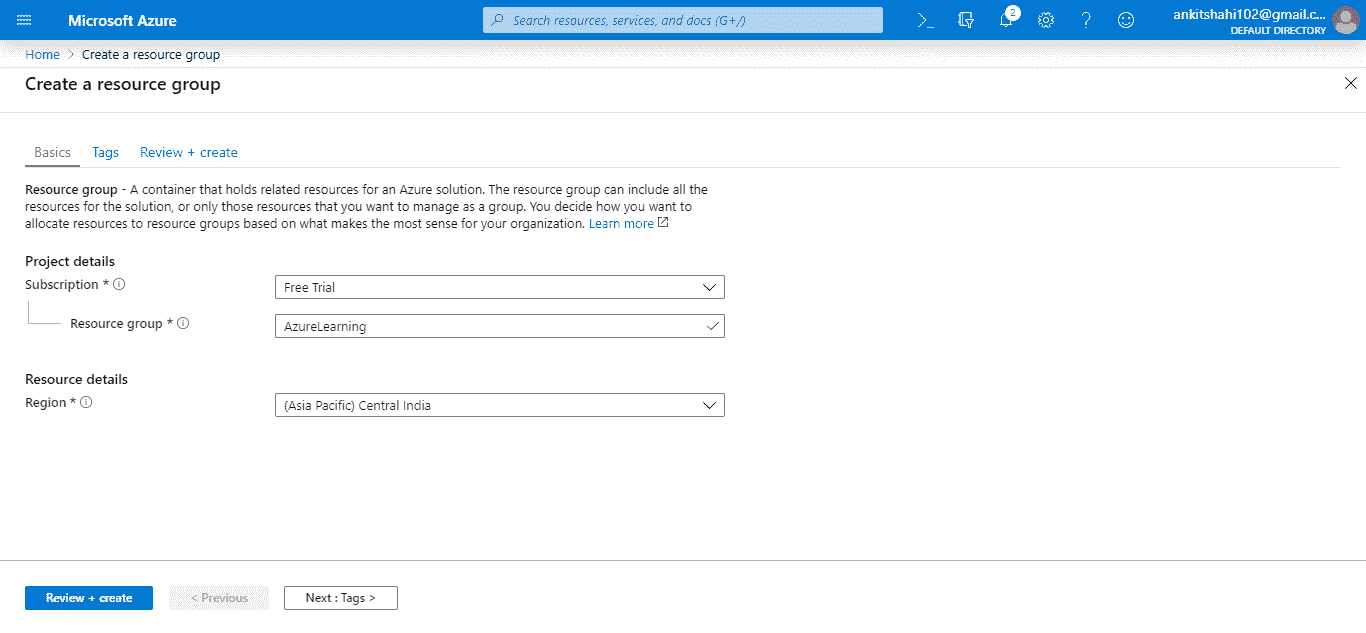 Microsoft Azure
Search resources, services, and docs (G+/)
>_
2
?
ankitshahi102@gmail.c...
DEFAULT DIRECTORY
Home > Create a resource group
Create a resource group
Basics Tags Review + create
Resource group - A container that holds related resources for an Azure solution. The resource group can include all the
resources for the solution, or only those resources that you want to manage as a group. You decide how you want to
allocate resources to resource groups based on what makes the most sense for your organization. Learn more
Project details
Subscription *
Free Trial
Resource group *
AzureLearning
Resource details
Region *
(Asia Pacific) Central India
Review + create
< Previous
Next : Tags >